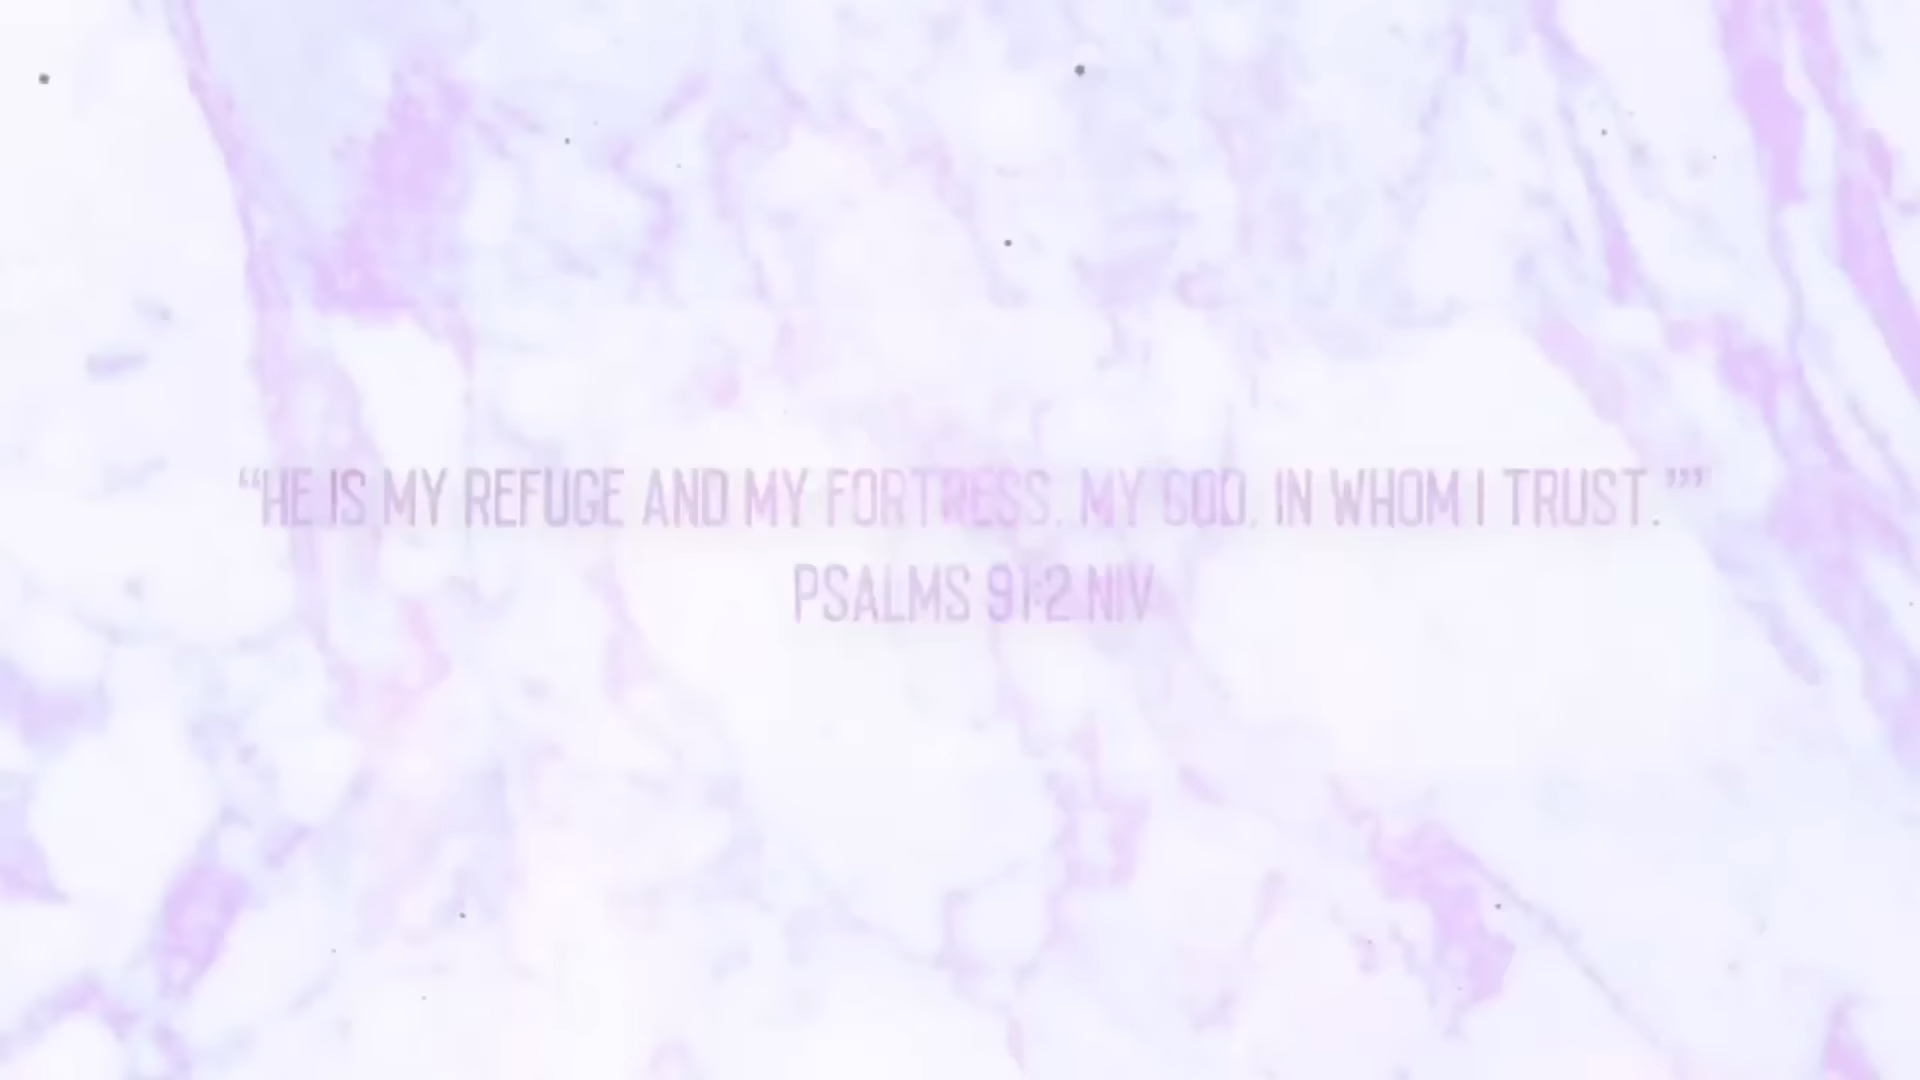 “HE IS MY REFUGE AND MY FORTRESS, MY GOD, IN WHOM I TRUST.’”
PSALMS 91:2 NIV